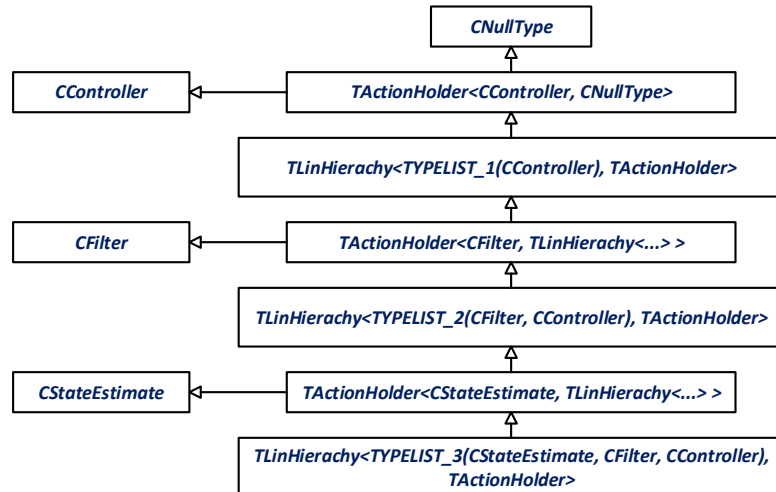 CNullType
CController
TActionHolder<CController, CNullType>
TLinHierachy<TYPELIST_1(CController), TActionHolder>
CFilter
TActionHolder<CFilter, TLinHierachy<...> >
TLinHierachy<TYPELIST_2(CFilter, CController), TActionHolder>
CStateEstimate
TActionHolder<CStateEstimate, TLinHierachy<...> >
TLinHierachy<TYPELIST_3(CStateEstimate, CFilter, CController),
TActionHolder>